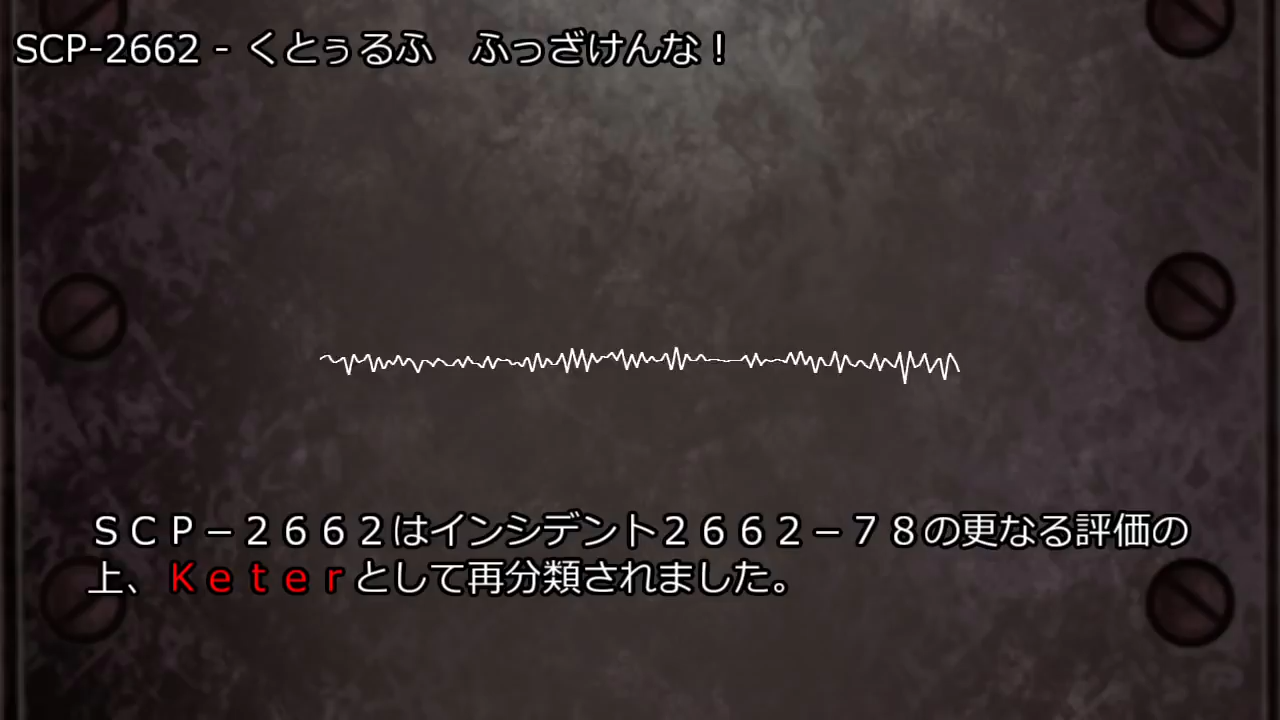 SCP-2662 - くとぅるふ　ふっざけんな！
ＳＣＰ－２６６２はインシデント２６６２－７８の更なる評価の
上、Ｋｅｔｅｒとして再分類されました。